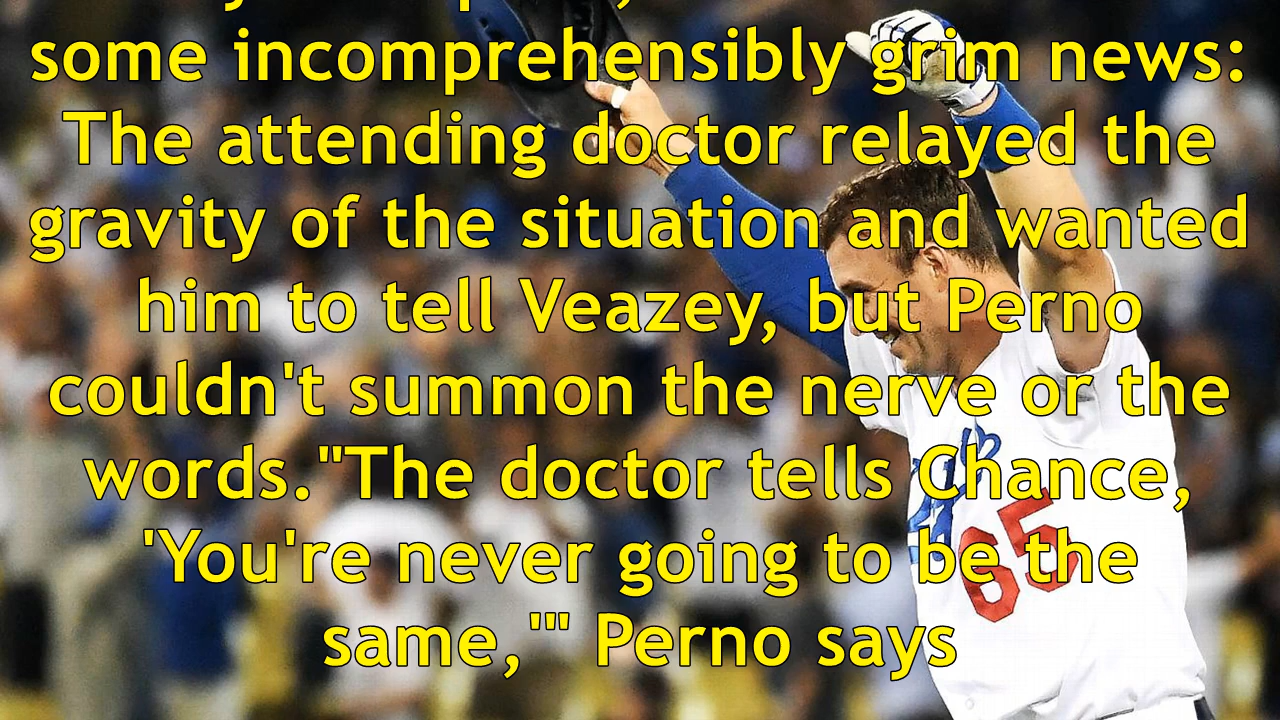 some incomprehensibly grim news:
The attending doctor relayed the
gravity of the situation and wanted
him to tell Veazey, but Perno
couldn't summon the nerve or the
words."The doctor tells Chance,
'You're never going to be the
same,'" Perno says
65